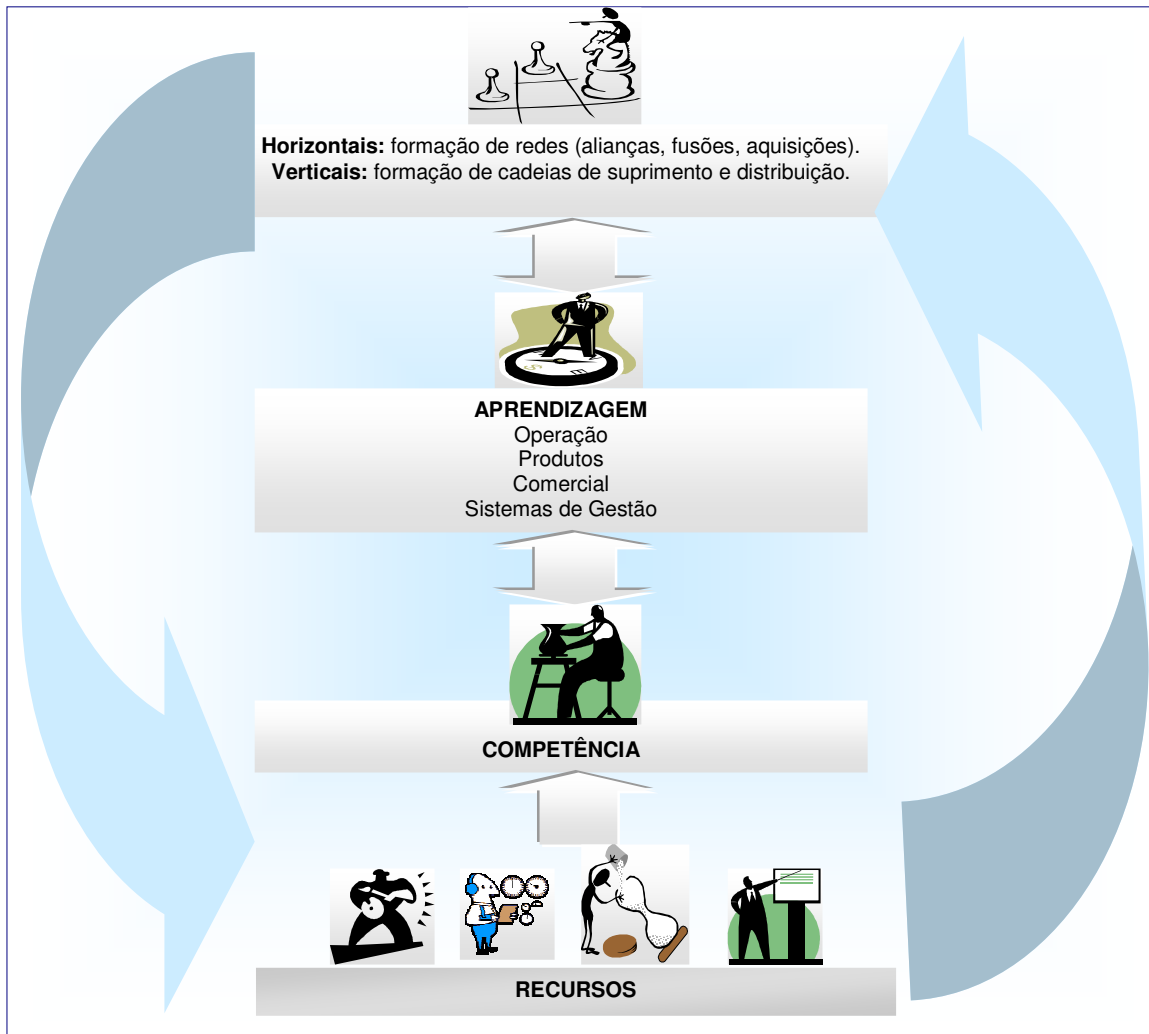 Horizontais: formação de redes (alianças, fusões, aquisições).
Verticais: formação de cadeias de suprimento e distribuição.
S
E
APRENDIZAGEM
Operação
Produtos
Comercial
Sistemas de Gestão
COMPETÊNCIA
RECURSOS